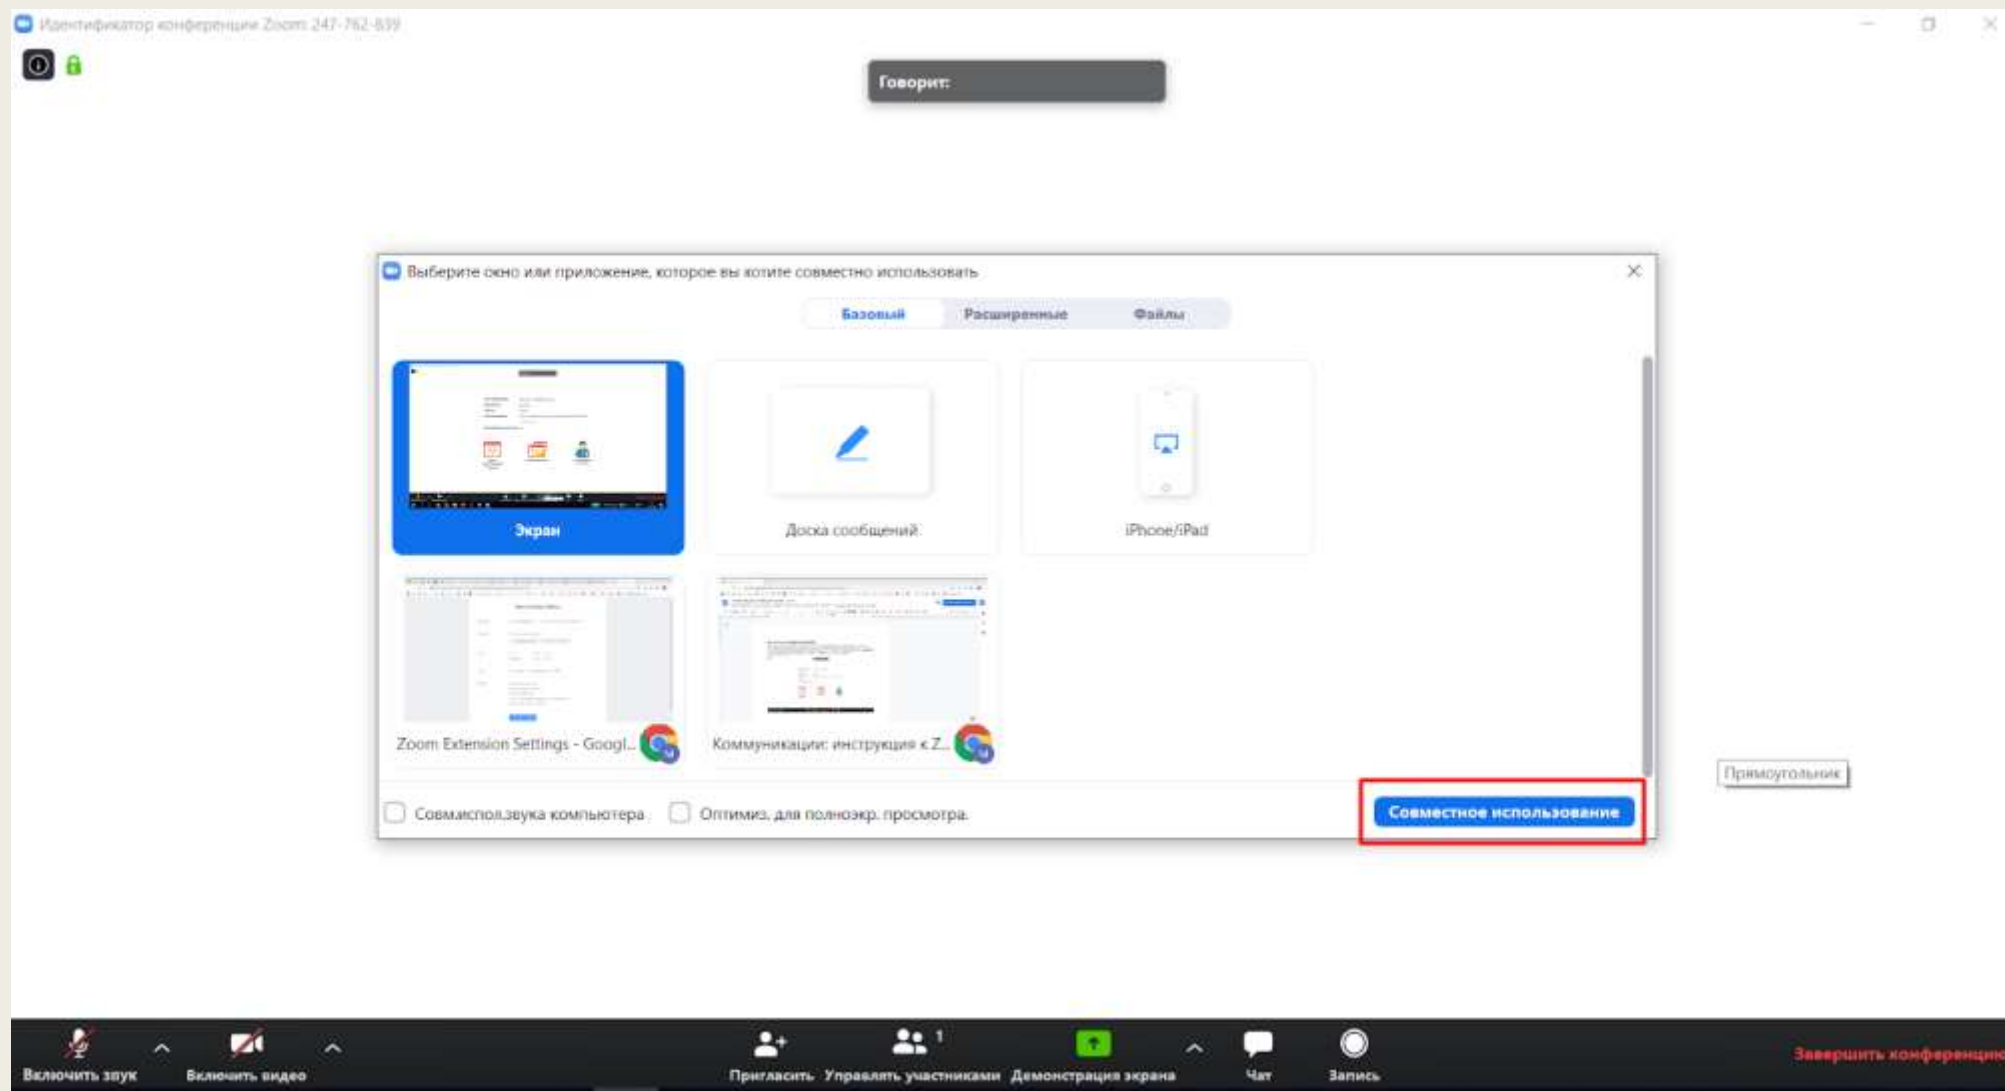 Идентификатор конференции Zoom: 247-762-839
Говорит:
Выберите окно или приложение, которое вы хотите совместно использовать
Базовый Расширенные Файлы
Экран Доска сообщений. iPhone/iPad
Zoom Extension Settings - Googl... Коммуникации: инструкция к Z...
Прямоугольник
Совм.испол.звука компьютера Оптимиз. для полноэкр. просмотра. Совместное использование
1
Включить звук Включить видео Пригласить Управлять участниками Демонстрация экрана Чат Запись Завершить конференцию